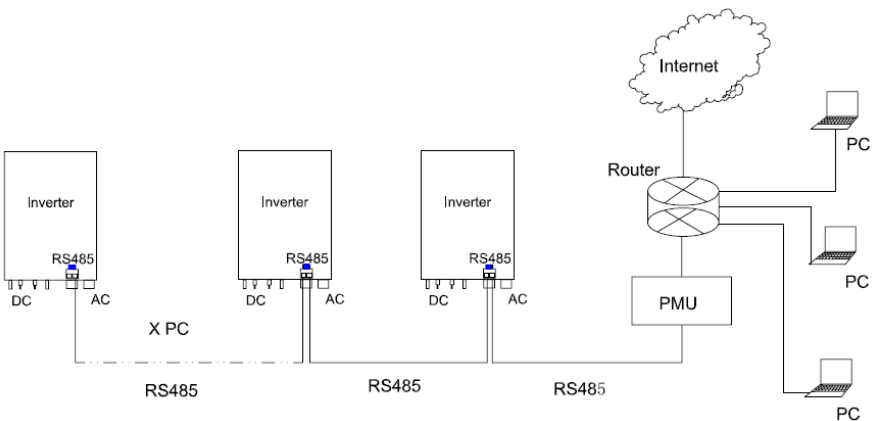 Internet
PC
Router
Inverter
Inverter
Inverter
RS485
RS485
RS485
DC
AC
DC
AC
DC
AC
PC
PMU
X PC
RS485
RS485
RS485
PC